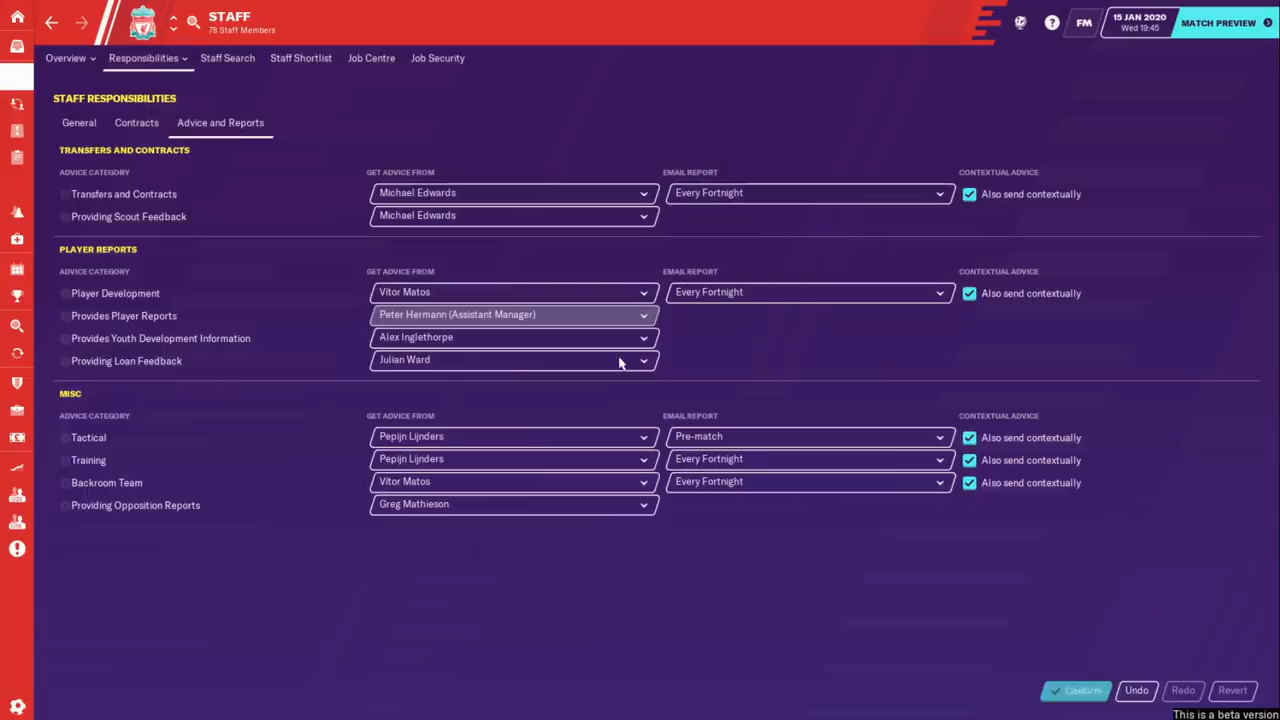 STAFF
78 Staff Members
FM
15 JAN 2020
Wed 19:45
MATCH PREVIEW
Overview Responsibilities Staff Search Staff Shortlist Job Centre Job Security
STAFF RESPONSIBILITIES
General Contracts Advice and Reports
TRANSFERS AND CONTRACTS
ADVICE CATEGORY GET ADVICE FROM EMAIL REPORT CONTEXTUAL ADVICE
Transfers and Contracts Michael Edwards Every Fortnight Also send contextually
Providing Scout Feedback Michael Edwards
PLAYER REPORTS
ADVICE CATEGORY GET ADVICE FROM EMAIL REPORT CONTEXTUAL ADVICE
Player Development Vítor Matos Every Fortnight Also send contextually
Provides Player Reports Peter Hermann (Assistant Manager)
Provides Youth Development Information Alex Inglethorpe
Providing Loan Feedback Julian Ward
MISC
ADVICE CATEGORY GET ADVICE FROM EMAIL REPORT CONTEXTUAL ADVICE
Tactical Pepijn Lijnders Pre-match Also send contextually
Training Pepijn Lijnders Every Fortnight Also send contextually
Backroom Team Vítor Matos Every Fortnight Also send contextually
Providing Opposition Reports Greg Mathieson
Confirm Undo Redo Revert
This is a beta version